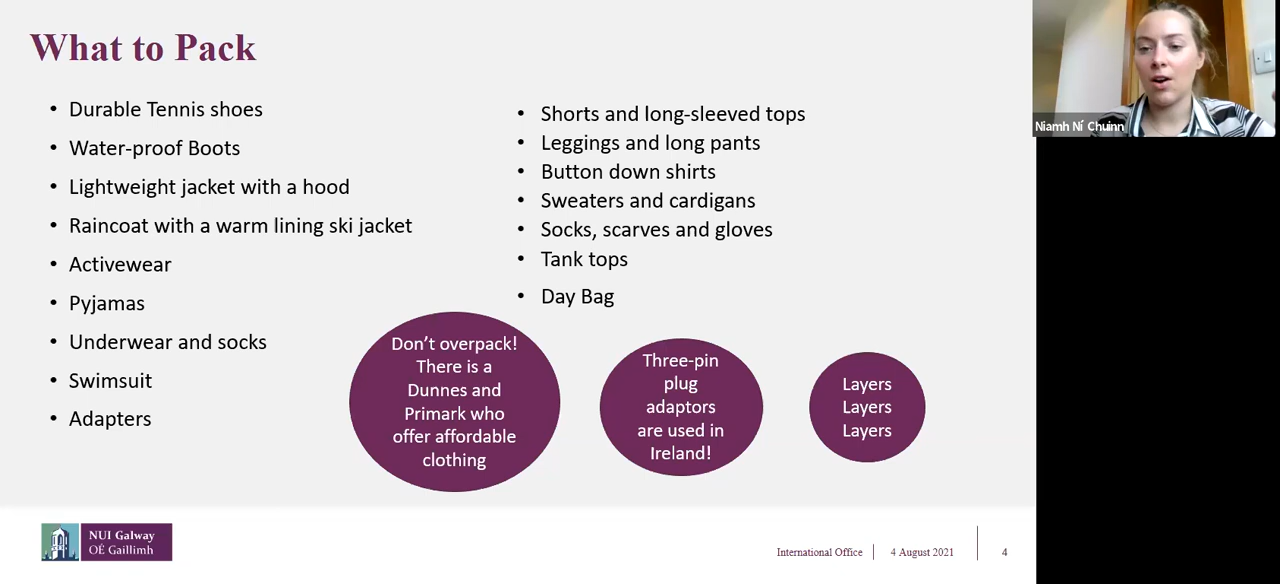 What to Pack
Durable Tennis shoes
Water-proof Boots
Lightweight jacket with a hood
Raincoat with a warm lining ski jacket
Activewear
Pyjamas
Underwear and socks
Swimsuit
Adapters
Shorts and long-sleeved tops
Leggings and long pants
Button down shirts
Sweaters and cardigans
Socks, scarves and gloves
Tank tops
Day Bag
Don't overpack!
There is a
Dunnes and
Primark who
offer affordable
clothing
Three-pin
plug
adaptors
are used in
Ireland!
Layers
Layers
Layers
NUI Galway
OÉ Gaillimh
International Office
4 August 2021
4
Niamh Ní Chuinn